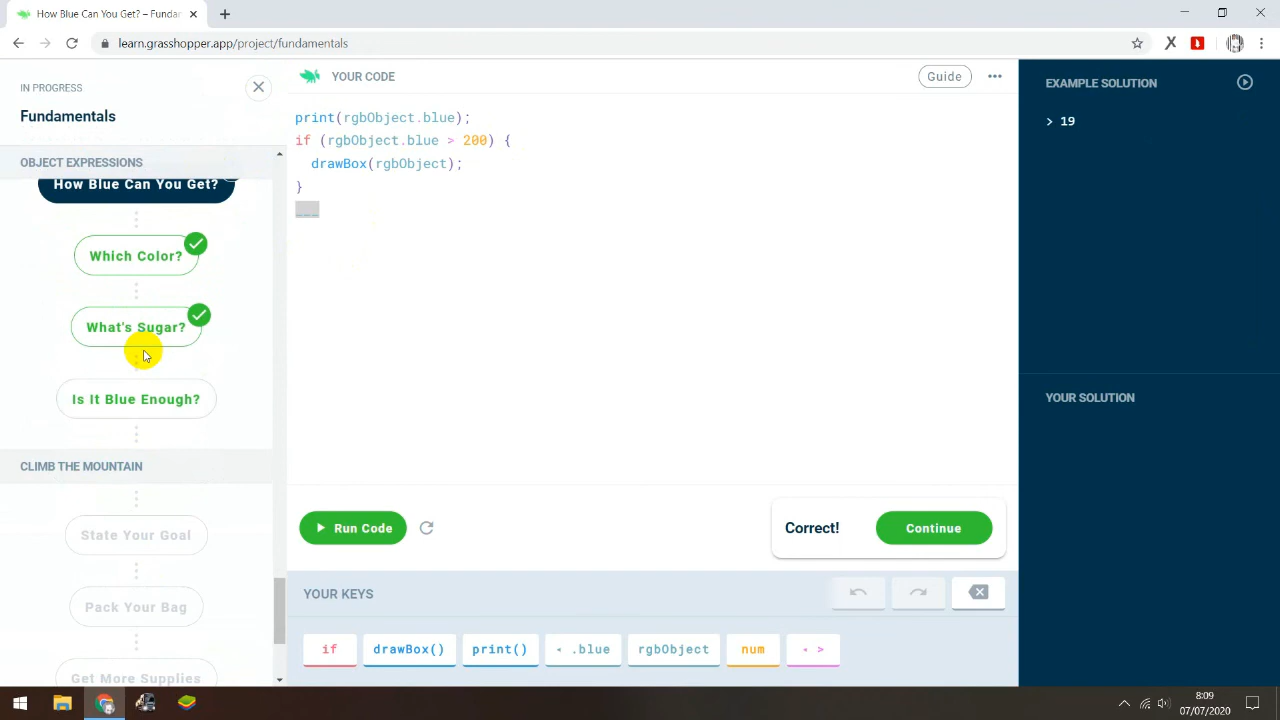 How Blue Can You Get? - Fundam
learn.grasshopper.app/project/fundamentals
IN PROGRESS
Fundamentals
OBJECT EXPRESSIONS
How Blue Can You Get?
Which Color?
What's Sugar?
Is It Blue Enough?
CLIMB THE MOUNTAIN
State Your Goal
Pack Your Bag
Get More Supplies
YOUR CODE
Guide
print(rgbObject.blue);
if (rgbObject.blue > 200) {
drawBox(rgbObject);
}
___
Run Code
Correct!
Continue
YOUR KEYS
if
drawBox()
print()
.blue
rgbObject
num
>
EXAMPLE SOLUTION
> 19
YOUR SOLUTION
8:09
07/07/2020